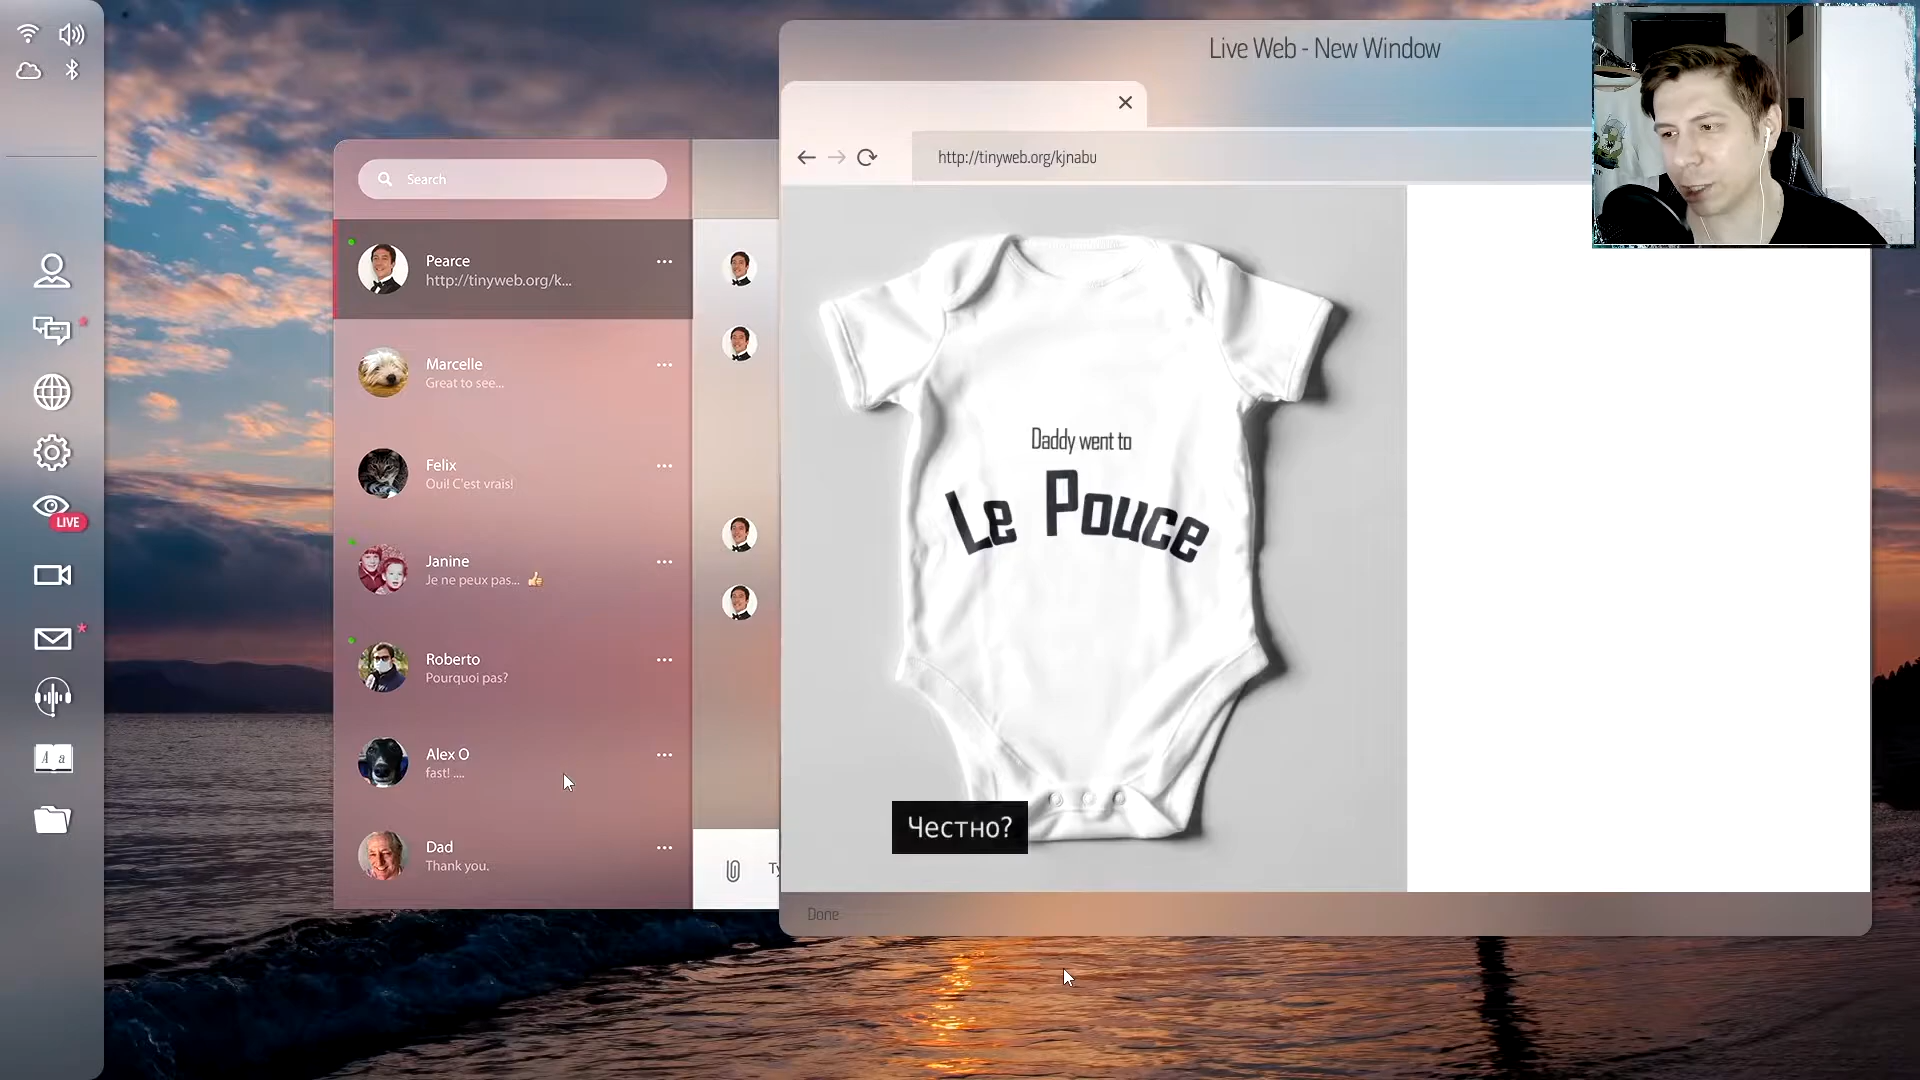 Live Web - New Window
http://tinyweb.org/kjnabu
Search
Pearce
http://tinyweb.org/k...
Marcelle
Great to see...
Felix
Oui! C'est vrais!
Janine
Je ne peux pas...
Roberto
Pourquoi pas?
Alex O
fast! ....
Dad
Thank you.
LIVE
A a
Daddy went to
Le Pouce
Честно?
Ty
Done